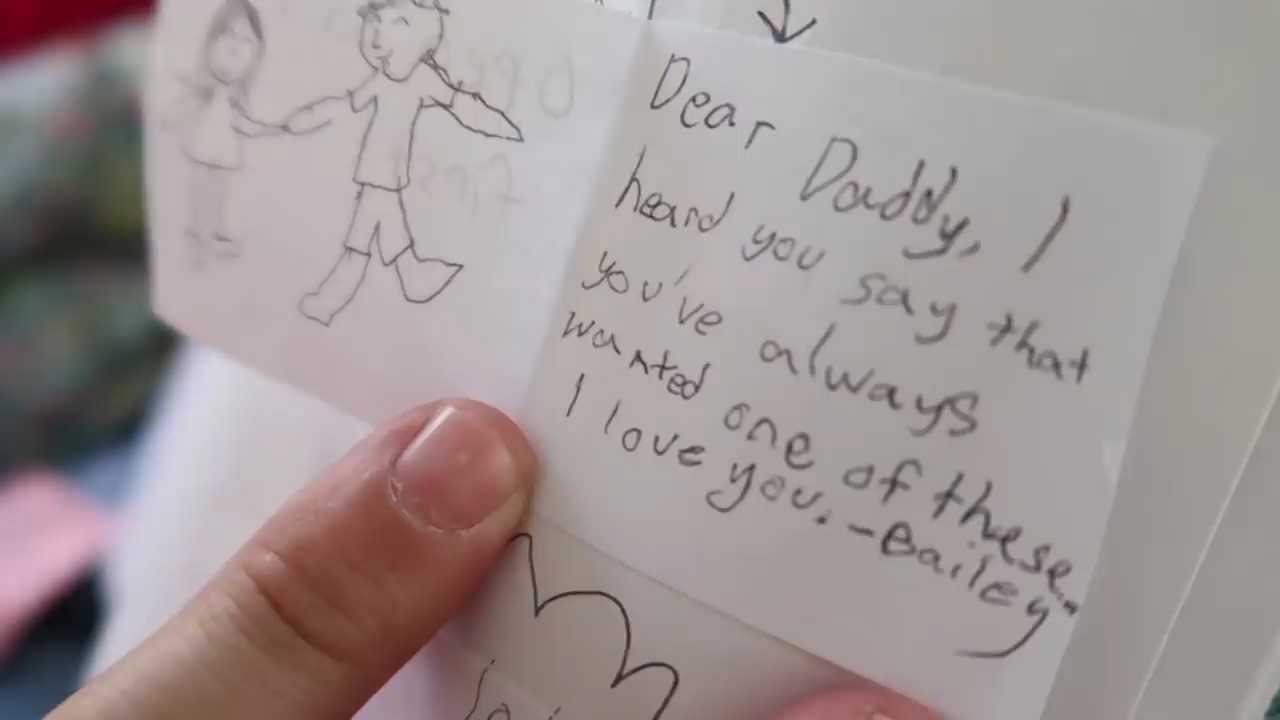 Dear Daddy, I
heard you say that
you've always
wanted one of these.
I love you. -Bailey